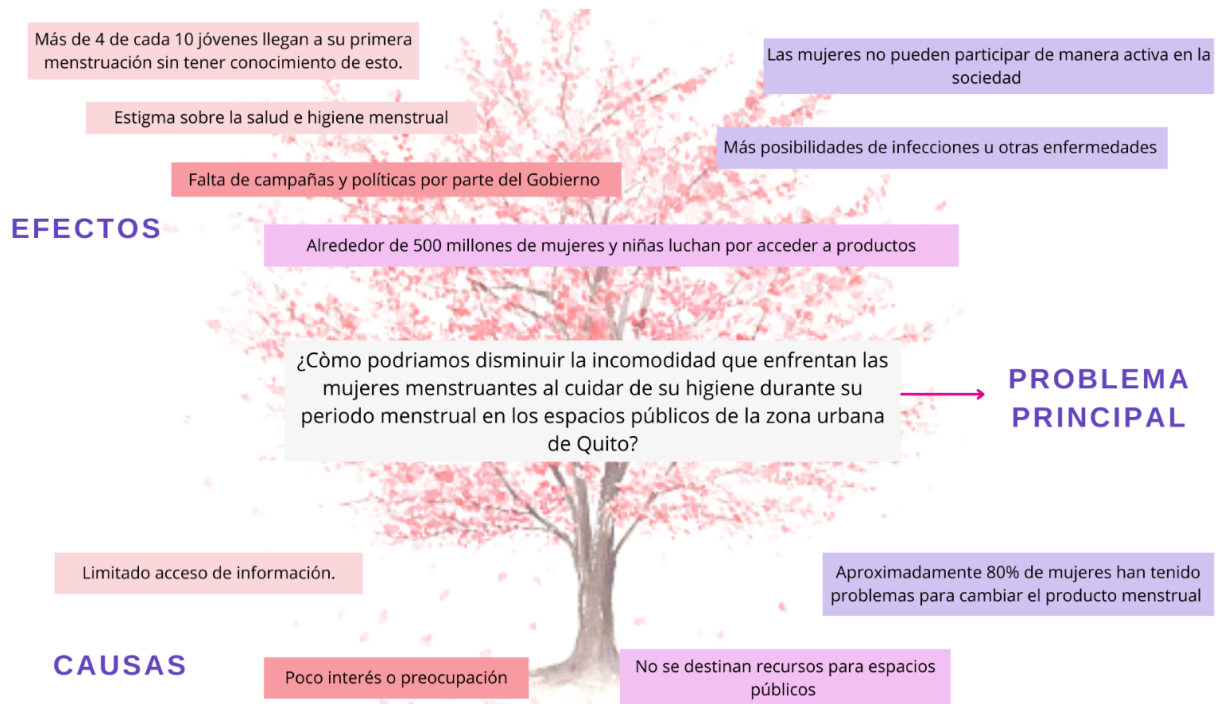 Más de 4 de cada 10 jóvenes llegan a su primera
menstruación sin tener conocimiento de esto.
Las mujeres no pueden participar de manera activa en la
sociedad
Estigma sobre la salud e higiene menstrual
Más posibilidades de infecciones u otras enfermedades
Falta de campañas y políticas por parte del Gobierno
EFECTOS
Alrededor de 500 millones de mujeres y niñas luchan por acceder a productos
¿Còmo podriamos disminuir la incomodidad que enfrentan las
mujeres menstruantes al cuidar de su higiene durante su
periodo menstrual en los espacios públicos de la zona urbana
de Quito?
PROBLEMA
PRINCIPAL
Limitado acceso de información.
Aproximadamente 80% de mujeres han tenido
problemas para cambiar el producto menstrual
CAUSAS
Poco interés o preocupación
No se destinan recursos para espacios
públicos